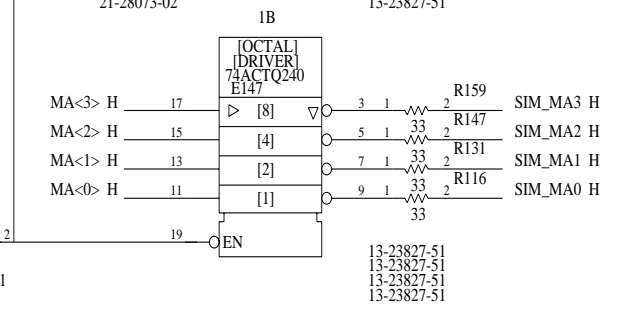 21-28073-02
13-23827-51
1B
[OCTAL]
[DRIVER]
74ACTQ240
E147
MA<3> H 17 [8] 3 1 2 R159 SIM_MA3 H
33
MA<2> H 15 [4] 5 1 2 R147 SIM_MA2 H
33
MA<1> H 13 [2] 7 1 2 R131 SIM_MA1 H
33
MA<0> H 11 [1] 9 1 2 R116 SIM_MA0 H
33
2 19 EN
13-23827-51
13-23827-51
13-23827-51
13-23827-51
1